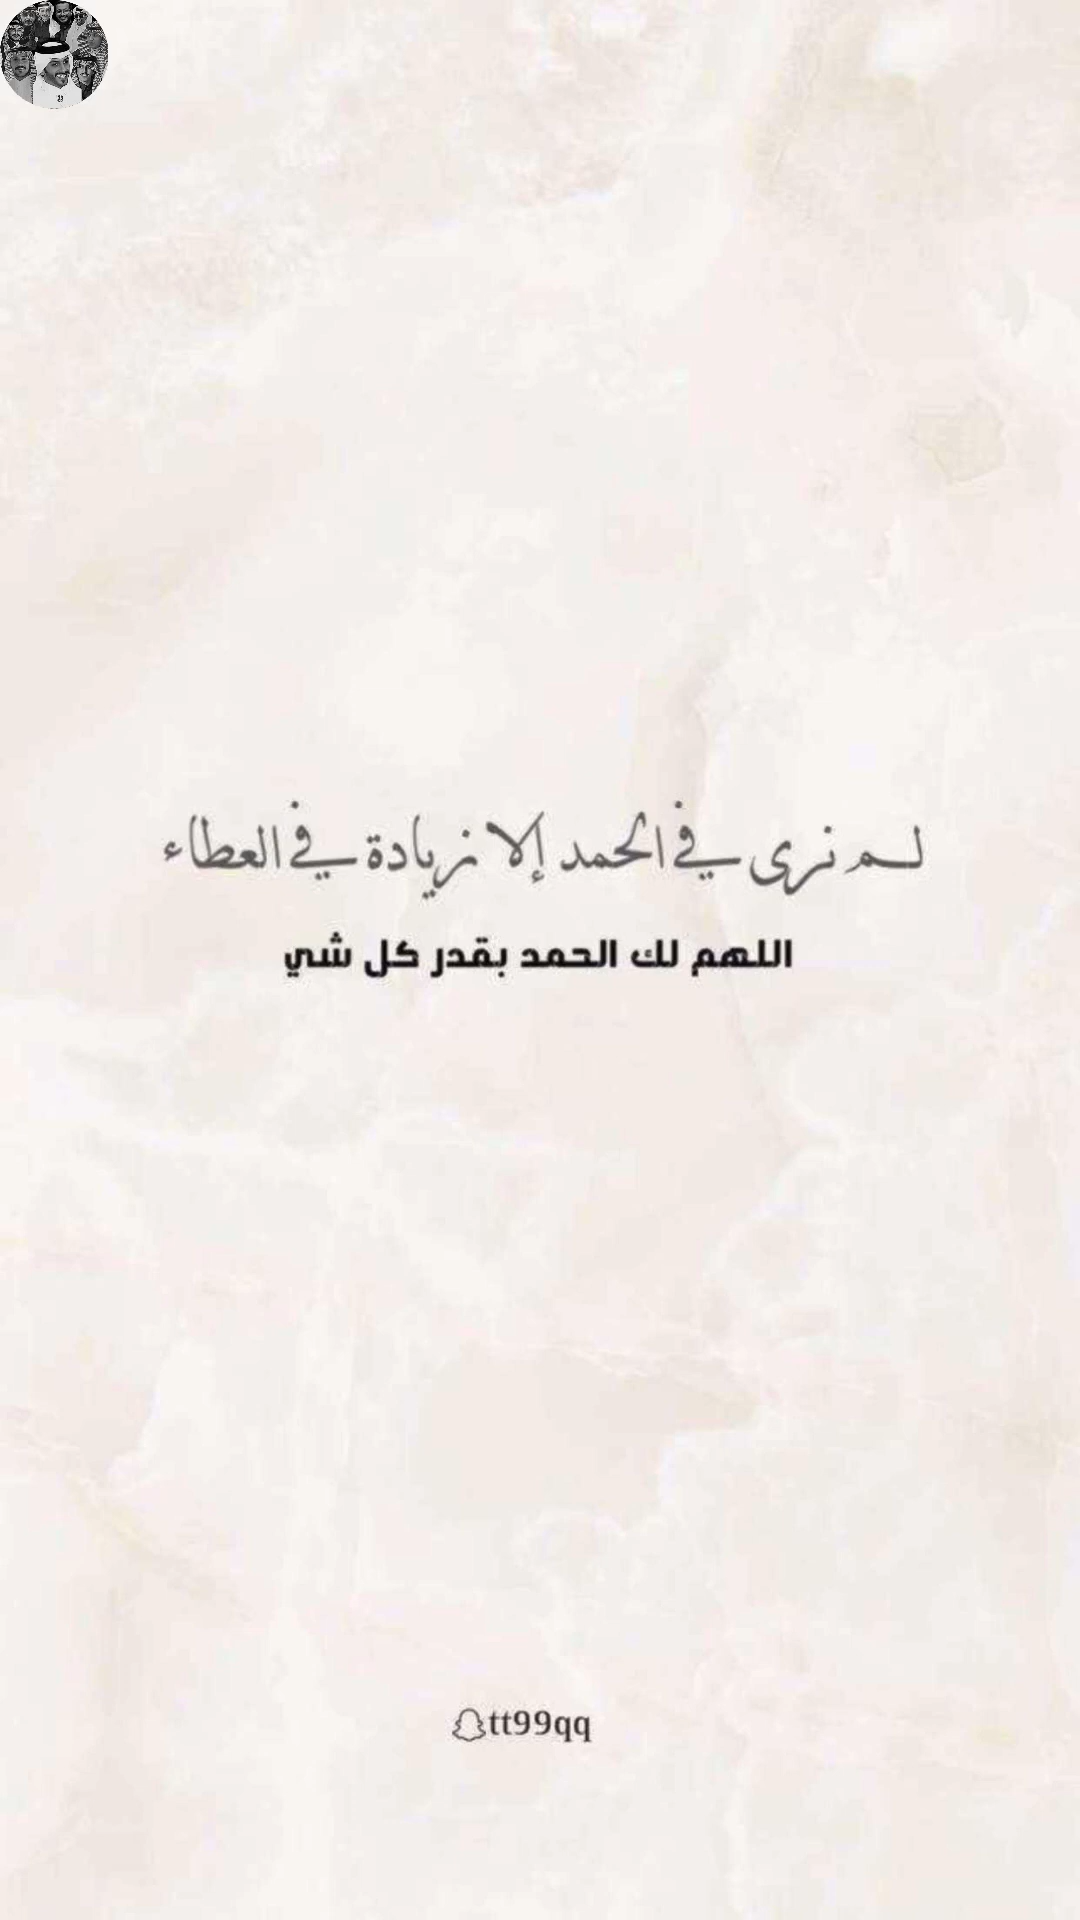 لم نرى في الحمد إلا زيادة في العطاء
اللهم لك الحمد بقدر كل شي
tt99qq